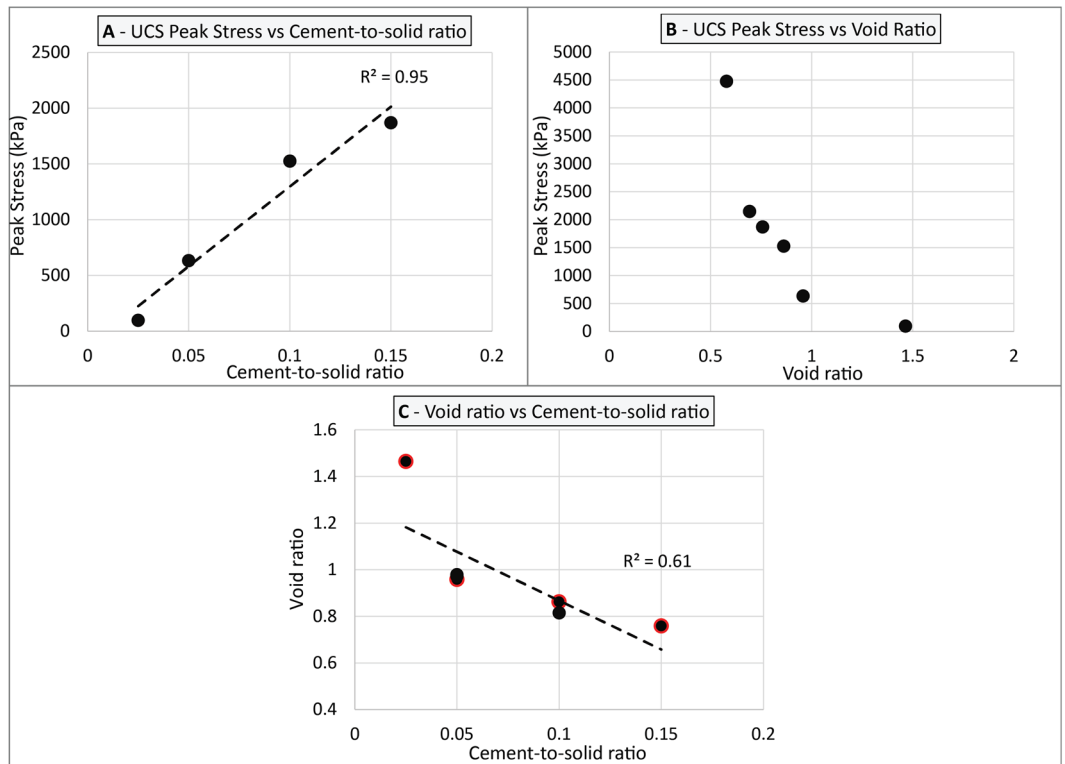 A - UCS Peak Stress vs Cement-to-solid ratio
2500
2000
1500
1000
500
0
Peak Stress (kPa)
R² = 0.95
0 0.05 0.1 0.15 0.2
Cement-to-solid ratio
B - UCS Peak Stress vs Void Ratio
5000
4500
4000
3500
3000
2500
2000
1500
1000
500
0
Peak Stress (kPa)
0 0.5 1 1.5 2
Void ratio
C - Void ratio vs Cement-to-solid ratio
1.6
1.4
1.2
1
0.8
0.6
0.4
Void ratio
R² = 0.61
0 0.05 0.1 0.15 0.2
Cement-to-solid ratio